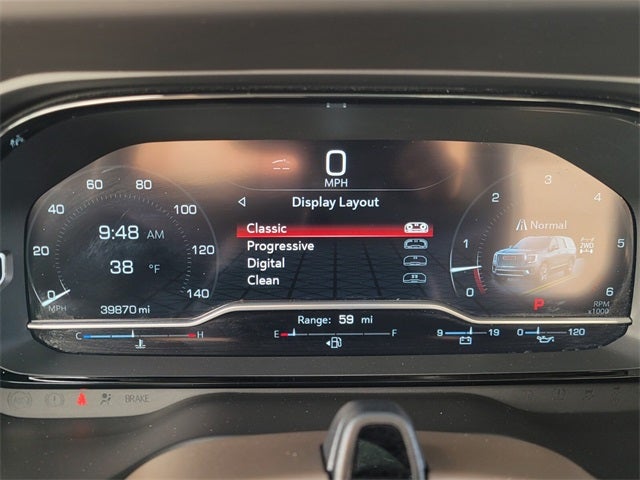 0
MPH
Display Layout
Classic
Progressive
Digital
Clean
0 20 40 60 80 100 120 140
MPH
9:48 AM
38 °F
39870 mi
0 1 2 3 4 5 6
Normal
2WD
P
RPM
x1000
C H
Range: 59 mi
E F
9 19
0 120
BRAKE